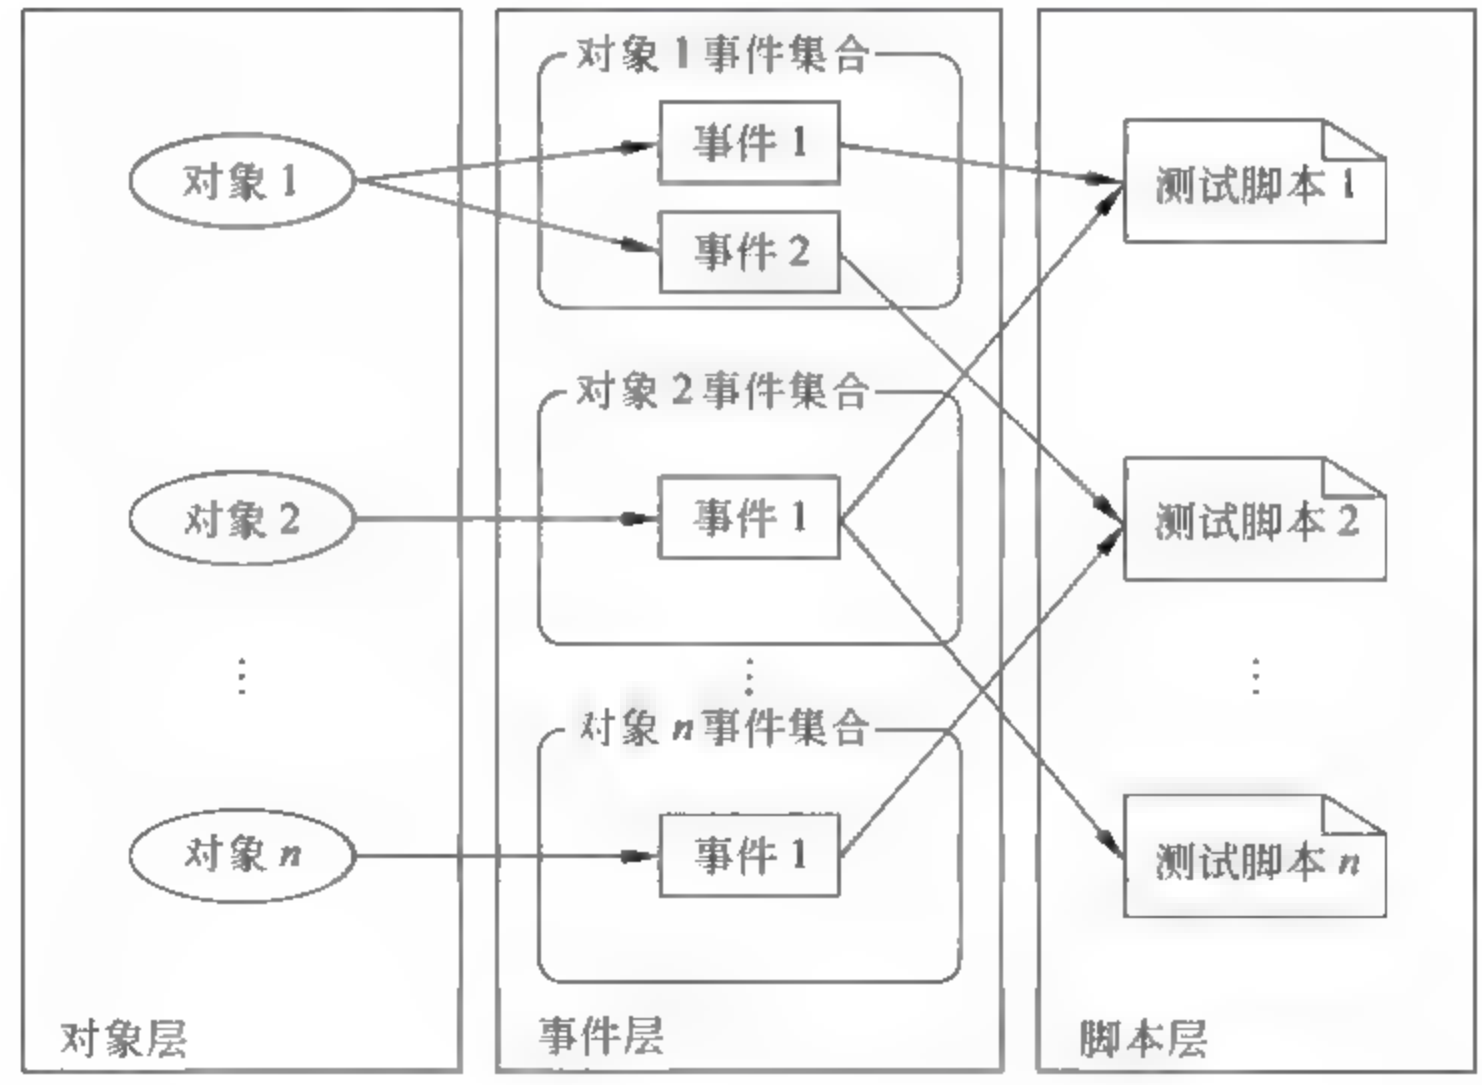 对象1事件集合
对象1
事件1
事件2
测试脚本1
对象2事件集合
对象2
事件1
测试脚本2
⋮
⋮
⋮
对象n事件集合
对象n
事件1
测试脚本n
对象层
事件层
脚本层